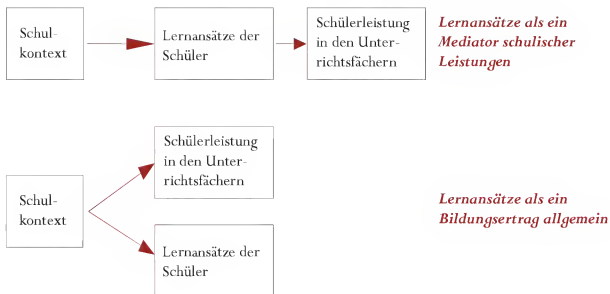 Schul-
kontext
Lernansätze der
Schüler
Schülerleistung
in den Unter-
richtsfächern
Lernansätze als ein
Mediator schulischer
Leistungen
Schul-
kontext
Schülerleistung
in den Unter-
richtsfächern
Lernansätze der
Schüler
Lernansätze als ein
Bildungsertrag allgemein